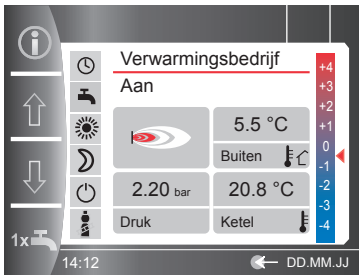 Verwarmingsbedrijf
Aan
5.5 °C
Buiten
2.20 bar
20.8 °C
Druk
Ketel
+4
+3
+2
+1
0
-1
-2
-3
-4
1x
14:12
DD.MM.JJ